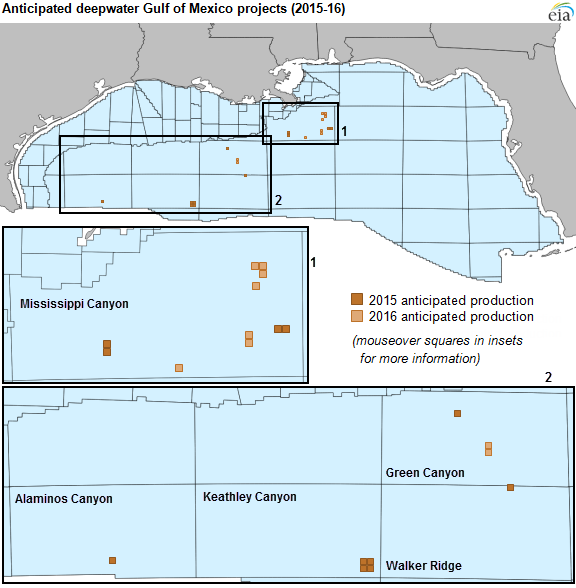 Anticipated deepwater Gulf of Mexico projects (2015-16)
eia
1
2
1
Mississippi Canyon
2015 anticipated production
2016 anticipated production
(mouseover squares in insets
for more information)
2
Green Canyon
Alaminos Canyon
Keathley Canyon
Walker Ridge